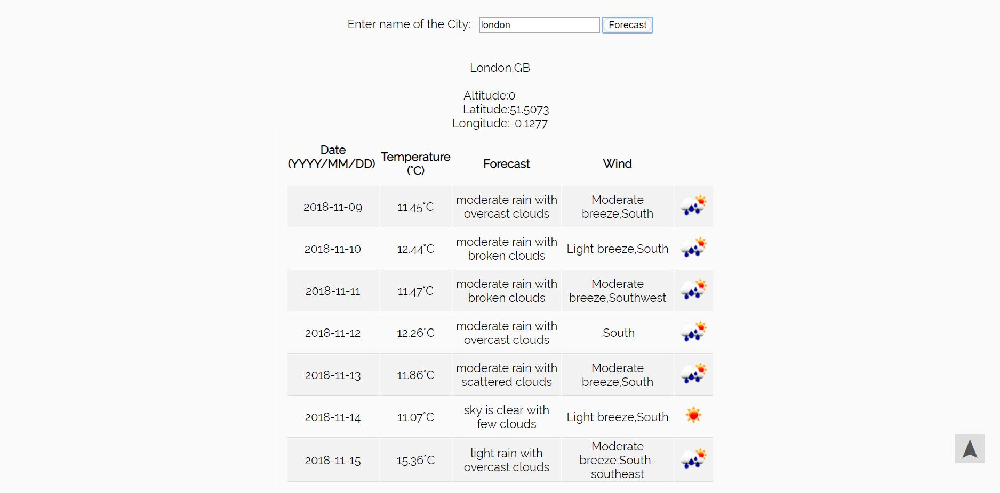 Enter name of the City: london Forecast
London,GB
Altitude:0
Latitude:51.5073
Longitude:-0.1277
Date
(YYYY/MM/DD)
Temperature
(°C)
Forecast
Wind
2018-11-09
11.45°C
moderate rain with
overcast clouds
Moderate
breeze,South
2018-11-10
12.44°C
moderate rain with
broken clouds
Light breeze,South
2018-11-11
11.47°C
moderate rain with
broken clouds
Moderate
breeze,Southwest
2018-11-12
12.26°C
moderate rain with
overcast clouds
,South
2018-11-13
11.86°C
moderate rain with
scattered clouds
Moderate
breeze,South
2018-11-14
11.07°C
sky is clear with
few clouds
Light breeze,South
2018-11-15
15.36°C
light rain with
overcast clouds
Moderate
breeze,South-
southeast